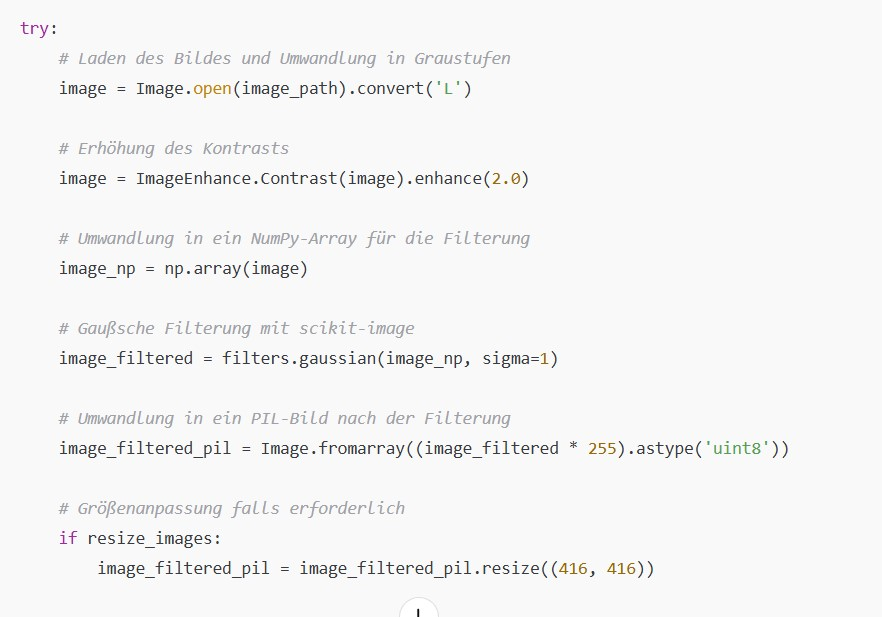 try:
    # Laden des Bildes und Umwandlung in Graustufen
    image = Image.open(image_path).convert('L')
    # Erhöhung des Kontrasts
    image = ImageEnhance.Contrast(image).enhance(2.0)
    # Umwandlung in ein NumPy-Array für die Filterung
    image_np = np.array(image)
    # Gaußsche Filterung mit scikit-image
    image_filtered = filters.gaussian(image_np, sigma=1)
    # Umwandlung in ein PIL-Bild nach der Filterung
    image_filtered_pil = Image.fromarray((image_filtered * 255).astype('uint8'))
    # Größenanpassung falls erforderlich
    if resize_images:
        image_filtered_pil = image_filtered_pil.resize((416, 416))